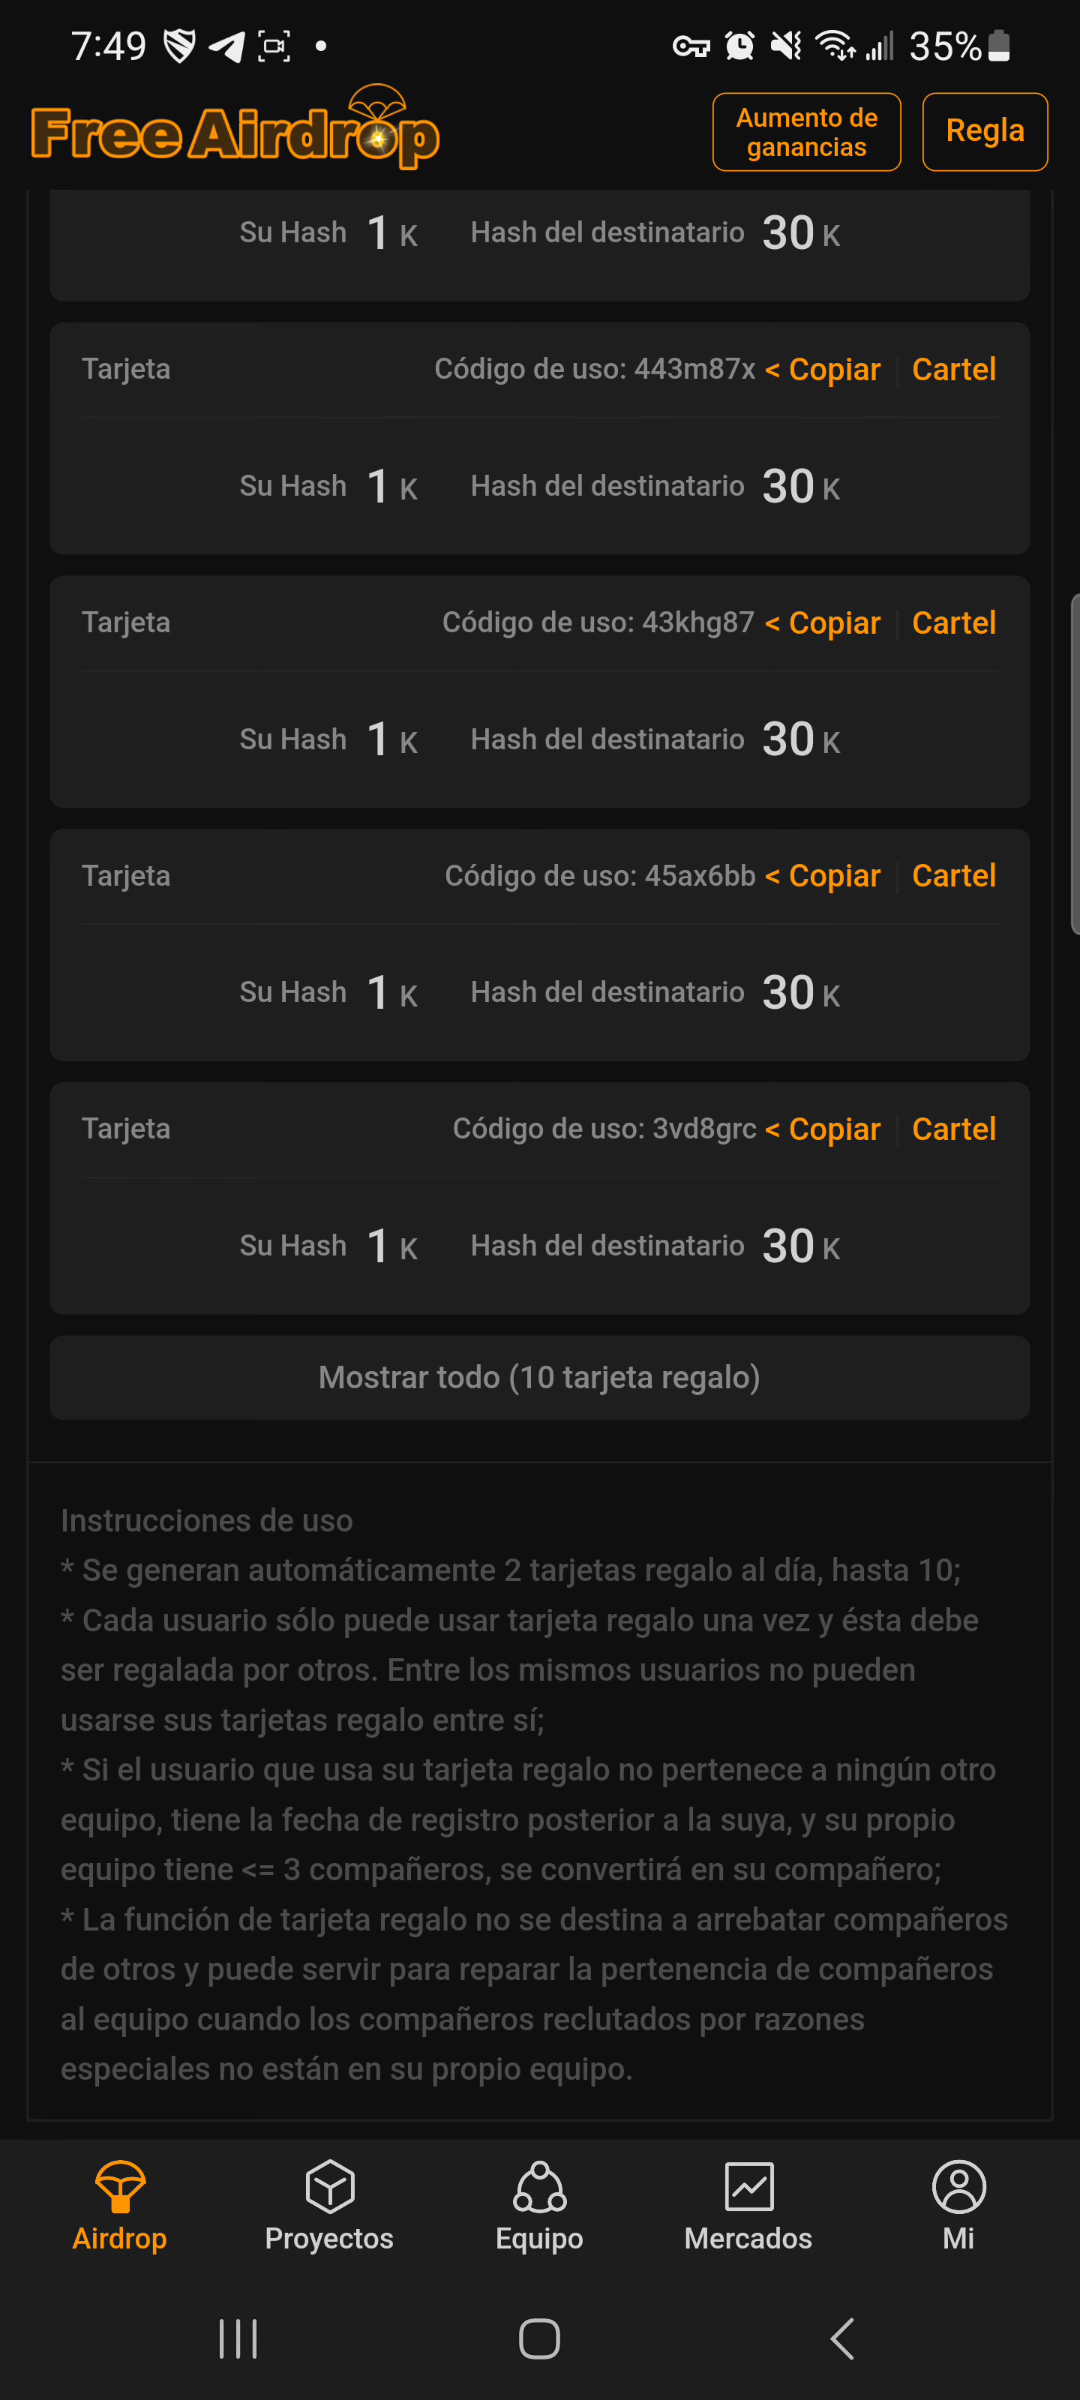 7:49
35%
Free Airdrop
Aumento de
ganancias
Regla
Su Hash 1 K Hash del destinatario 30 K
Tarjeta Código de uso: 443m87x < Copiar Cartel
Su Hash 1 K Hash del destinatario 30 K
Tarjeta Código de uso: 43khg87 < Copiar Cartel
Su Hash 1 K Hash del destinatario 30 K
Tarjeta Código de uso: 45ax6bb < Copiar Cartel
Su Hash 1 K Hash del destinatario 30 K
Tarjeta Código de uso: 3vd8grc < Copiar Cartel
Su Hash 1 K Hash del destinatario 30 K
Mostrar todo (10 tarjeta regalo)
Instrucciones de uso
* Se generan automáticamente 2 tarjetas regalo al día, hasta 10;
* Cada usuario sólo puede usar tarjeta regalo una vez y ésta debe
ser regalada por otros. Entre los mismos usuarios no pueden
usarse sus tarjetas regalo entre sí;
* Si el usuario que usa su tarjeta regalo no pertenece a ningún otro
equipo, tiene la fecha de registro posterior a la suya, y su propio
equipo tiene <= 3 compañeros, se convertirá en su compañero;
* La función de tarjeta regalo no se destina a arrebatar compañeros
de otros y puede servir para reparar la pertenencia de compañeros
al equipo cuando los compañeros reclutados por razones
especiales no están en su propio equipo.
Airdrop Proyectos Equipo Mercados Mi